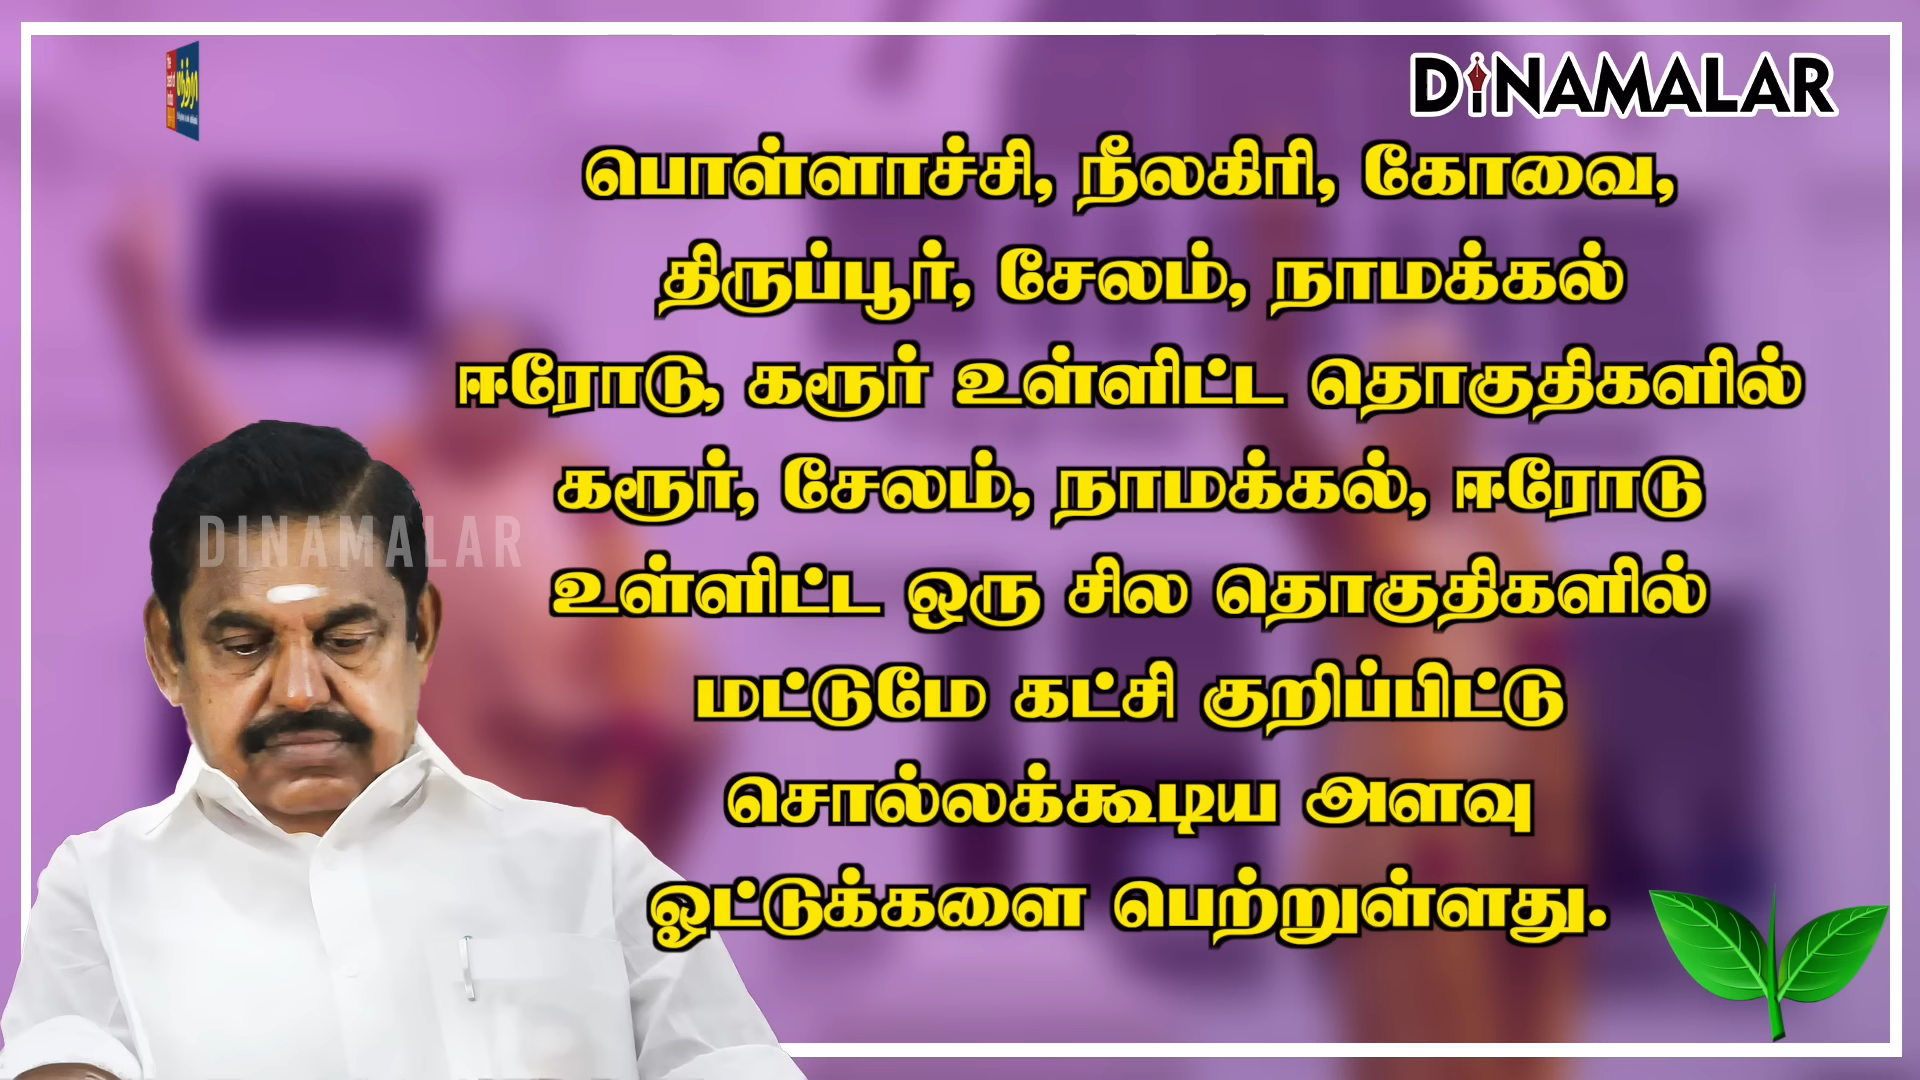 DINAMALAR
பொள்ளாச்சி, நீலகிரி, கோவை,
திருப்பூர், சேலம், நாமக்கல்
ஈரோடு, கரூர் உள்ளிட்ட தொகுதிகளில்
கரூர், சேலம், நாமக்கல், ஈரோடு
உள்ளிட்ட ஒரு சில தொகுதிகளில்
மட்டுமே கட்சி குறிப்பிட்டு
சொல்லக்கூடிய அளவு
ஓட்டுக்களை பெற்றுள்ளது.
DINAMALAR